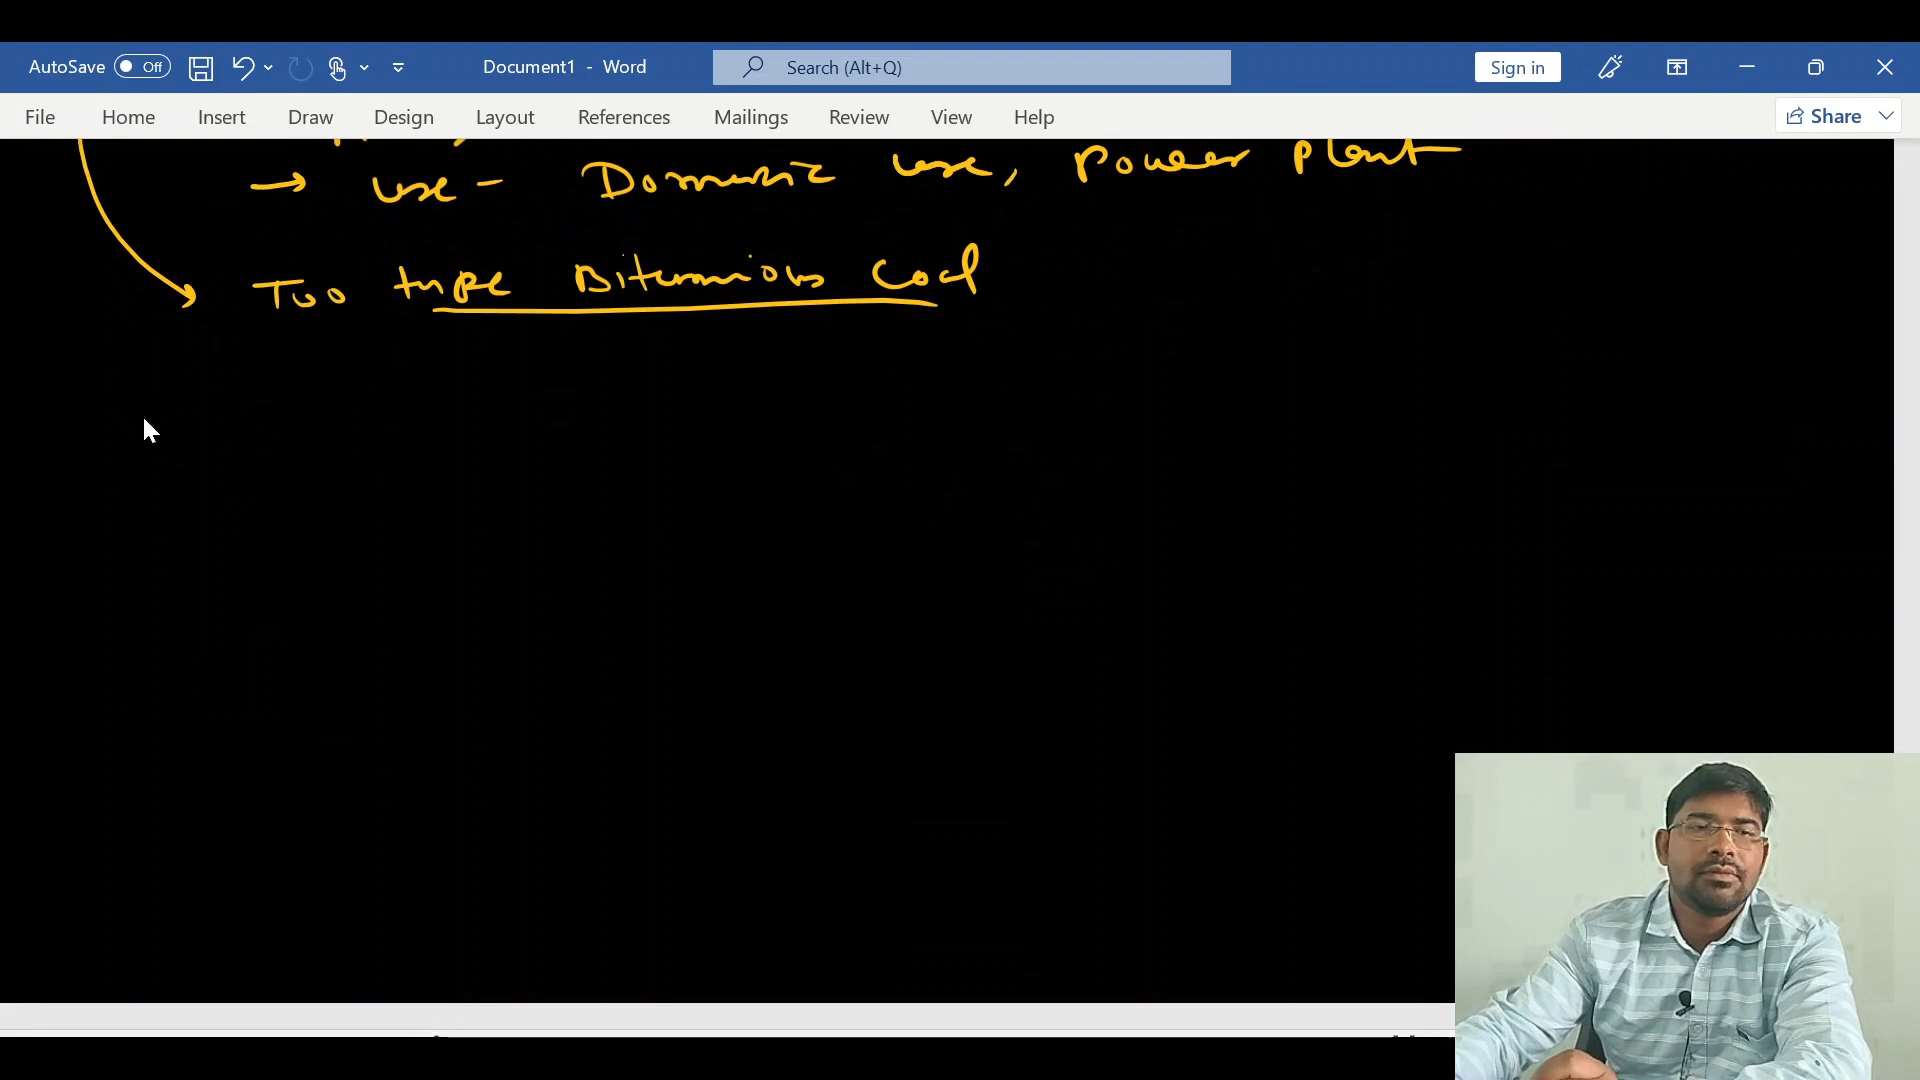 AutoSave Off Document1 - Word Search (Alt+Q) Sign in
File Home Insert Draw Design Layout References Mailings Review View Help Share
→ use - Domestic use, power plant
Two type Bituminious Coal